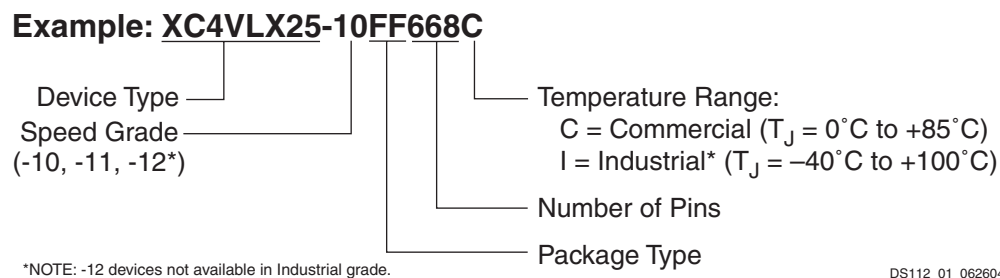 Example: XC4VLX25-10FF668C
Device Type
Speed Grade
(-10, -11, -12*)
Temperature Range:
C = Commercial (TJ = 0˚C to +85˚C)
I = Industrial* (TJ = –40˚C to +100˚C)
Number of Pins
Package Type
*NOTE: -12 devices not available in Industrial grade.
DS112_01_062604